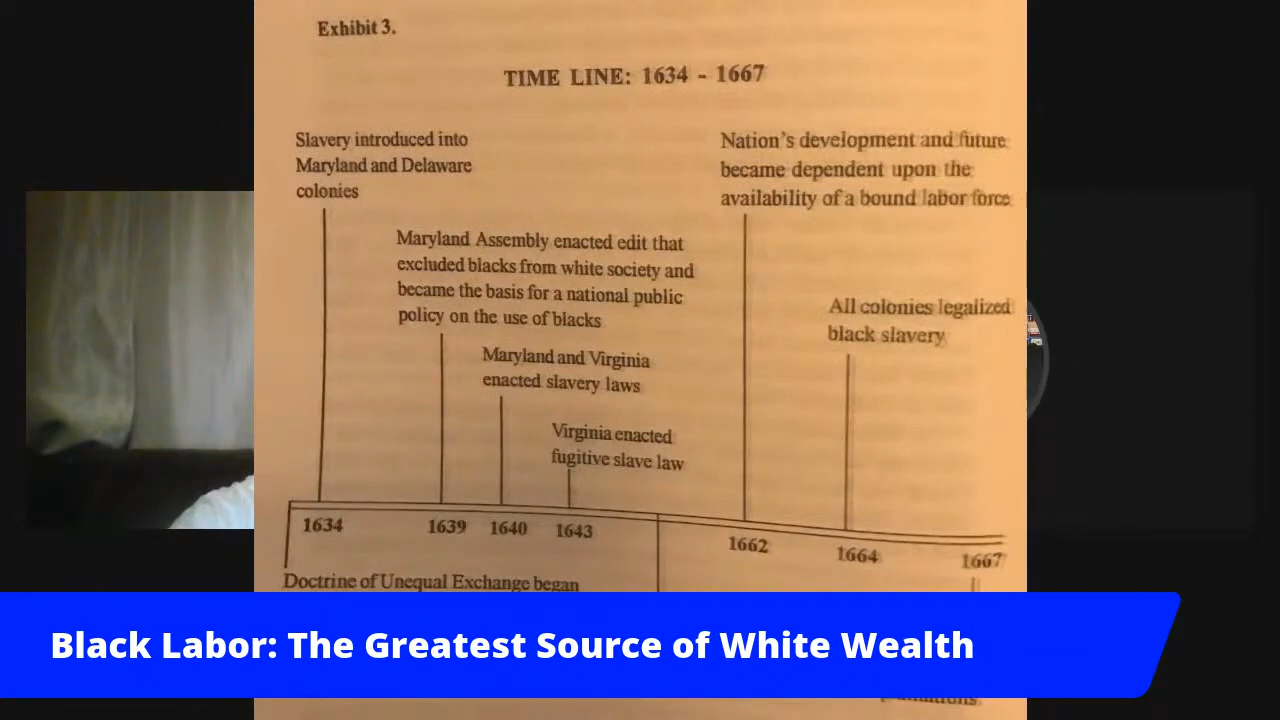 Exhibit 3.
TIME LINE: 1634 - 1667
Slavery introduced into
Maryland and Delaware
colonies
Nation's development and future
became dependent upon the
availability of a bound labor force
Maryland Assembly enacted edit that
excluded blacks from white society and
became the basis for a national public
policy on the use of blacks
All colonies legalized
black slavery
Maryland and Virginia
enacted slavery laws
Virginia enacted
fugitive slave law
1634 1639 1640 1643 1662 1664 1667
Doctrine of Unequal Exchange began
Black Labor: The Greatest Source of White Wealth